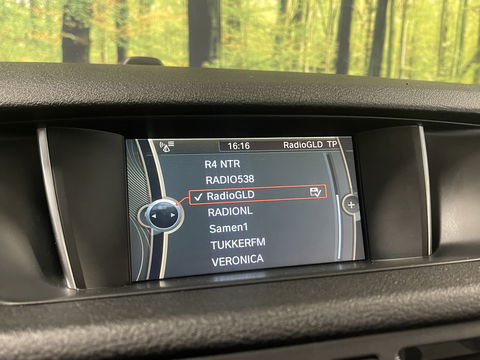 16:16 RadioGLD TP
R4 NTR
RADIO538
RadioGLD
RADIONL
Samen1
TUKKERFM
VERONICA